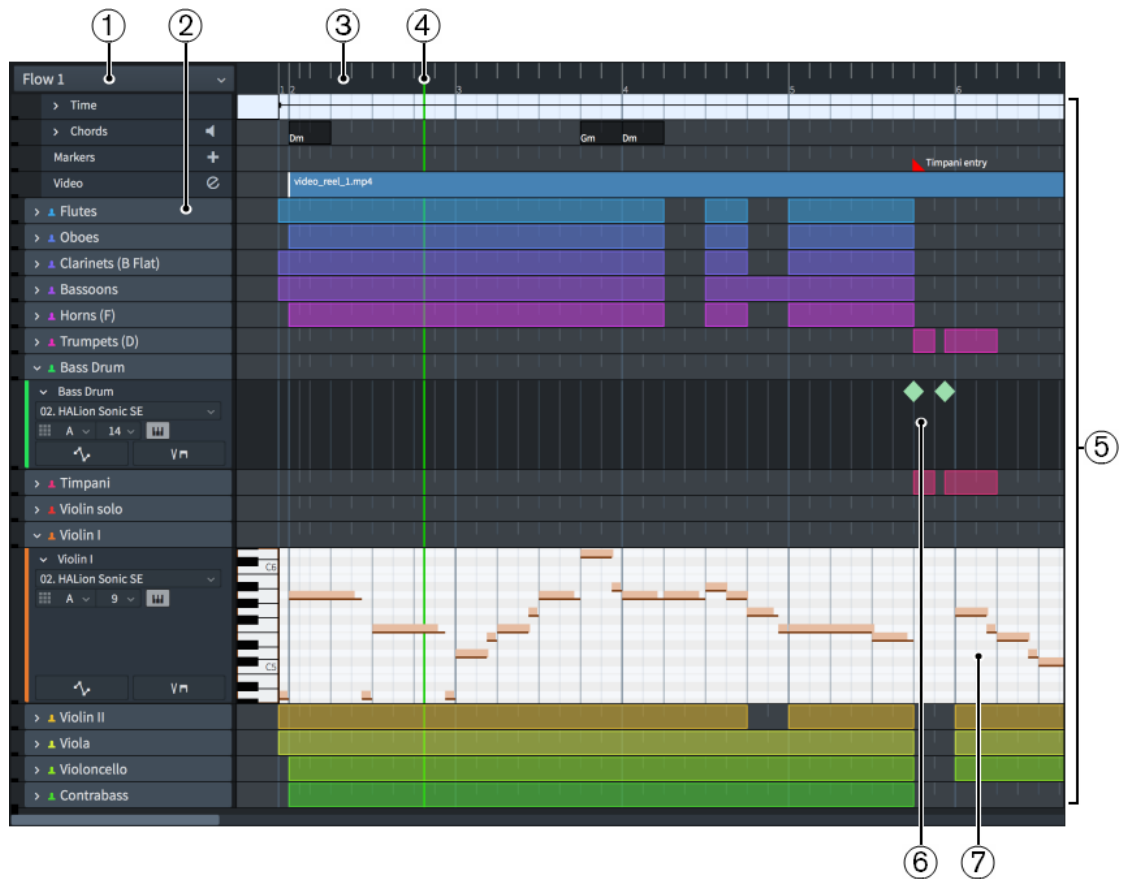 ① ② ③ ④
Flow 1
1 2 3 4 5 6
Time
Chords
Dm Gm Dm
Markers
Timpani entry
Video
video_reel_1.mp4
Flutes
Oboes
Clarinets (B Flat)
Bassoons
Horns (F)
Trumpets (D)
Bass Drum
Bass Drum
02. HALion Sonic SE
A 14
⑤
Timpani
Violin solo
Violin I
Violin I
C6
02. HALion Sonic SE
A 9
C5
Violin II
Viola
Violoncello
Contrabass
⑥ ⑦